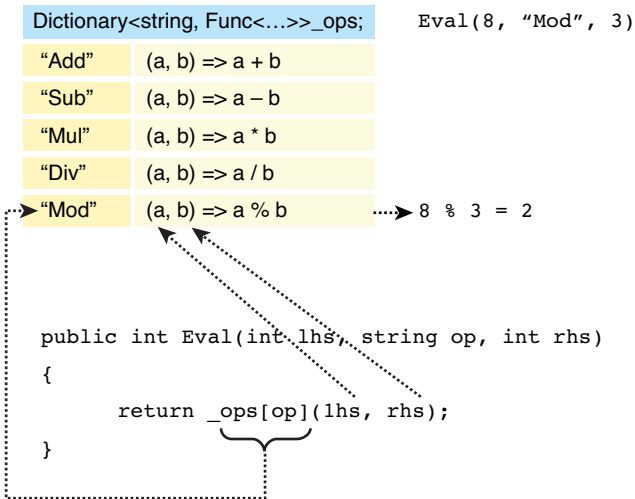 Dictionary<string, Func<…>>_ops;
Eval(8, “Mod”, 3)
“Add” (a, b) => a + b
“Sub” (a, b) => a – b
“Mul” (a, b) => a * b
“Div” (a, b) => a / b
“Mod” (a, b) => a % b
8 % 3 = 2
public int Eval(int lhs, string op, int rhs)
{
return _ops[op](1hs, rhs);
}